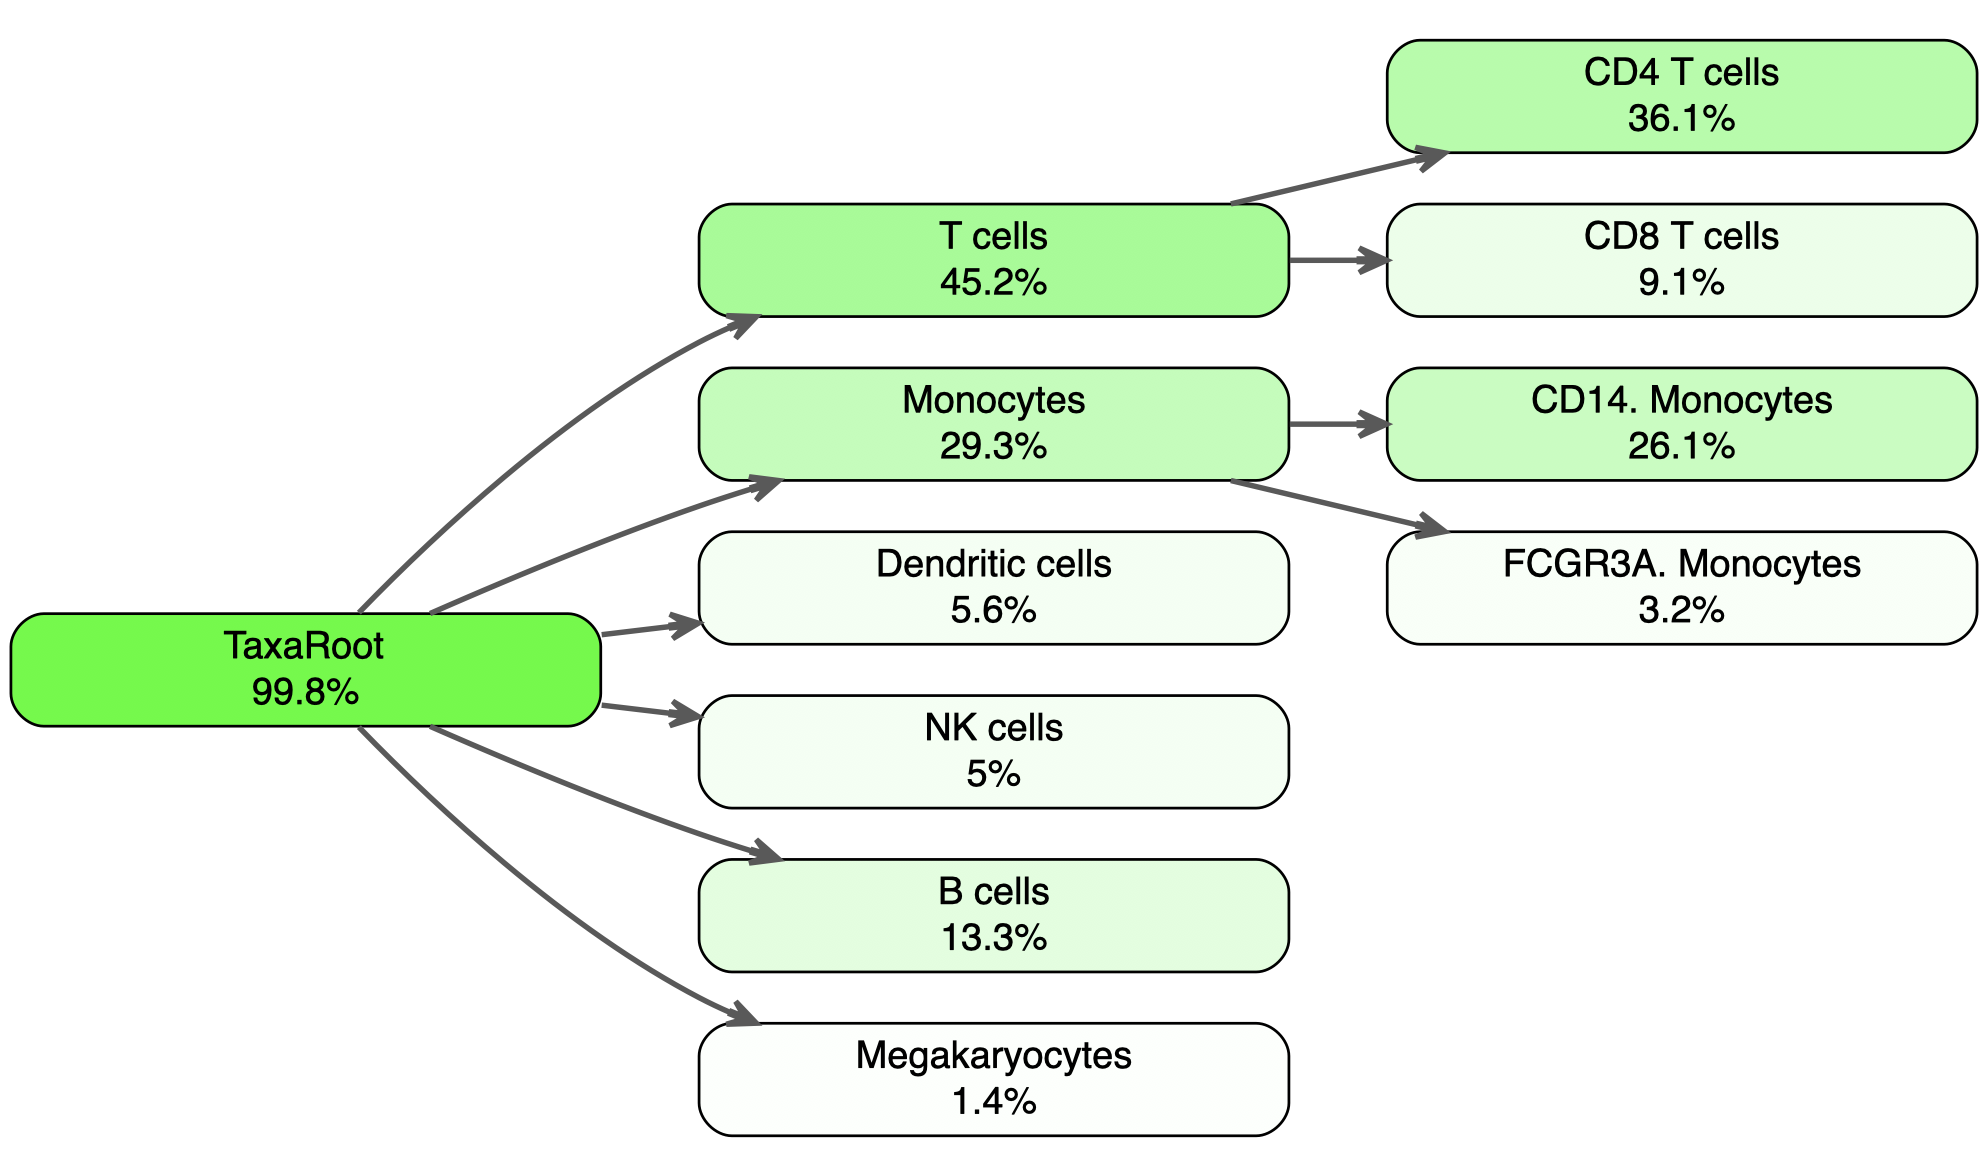 TaxaRoot
99.8%
T cells
45.2%
Monocytes
29.3%
Dendritic cells
5.6%
NK cells
5%
B cells
13.3%
Megakaryocytes
1.4%
CD4 T cells
36.1%
CD8 T cells
9.1%
CD14. Monocytes
26.1%
FCGR3A. Monocytes
3.2%